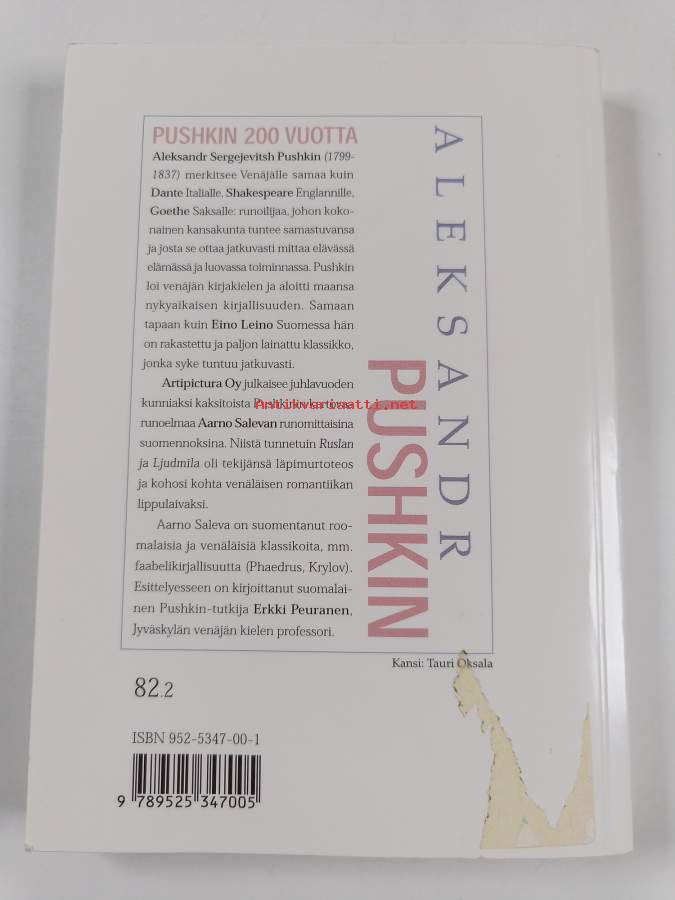 PUSHKIN 200 VUOTTA
Aleksandr Sergejevitsh Pushkin (1799-
1837) merkitsee Venäjälle samaa kuin
Dante Italialle, Shakespeare Englannille,
Goethe Saksalle: runoilijaa, johon koko-
nainen kansakunta tuntee samastuvansa
ja josta se ottaa jatkuvasti mittaa elävässä
elämässä ja luovassa toiminnassa. Pushkin
loi venäjän kirjakielen ja aloitti maansa
nykyaikaisen kirjallisuuden. Samaan
tapaan kuin Eino Leino Suomessa hän
on rakastettu ja paljon lainattu klassikko,
jonka syke tuntuu jatkuvasti.
Artipictura Oy julkaisee juhlavuoden
kunniaksi kaksitoista
Antikvariaatti.net
runoelmaa Aarno Salevan runomittaisina
suomennoksina. Niistä tunnetuin Ruslan
ja Ljudmila oli tekijänsä läpimurtoteos
ja kohosi kohta venäläisen romantiikan
lippulaivaksi.
Aarno Saleva on suomentanut roo-
malaisia ja venäläisiä klassikoita, mm.
faabelikirjallisuutta (Phaedrus, Krylov).
Esittelyesseen on kirjoittanut suomalai-
nen Pushkin-tutkija Erkki Peuranen,
Jyväskylän venäjän kielen professori.
ALEKSANDR
PUSHKIN
Kansi: Tauri Oksala
82.2
ISBN 952-5347-00-1
9 789525 347005